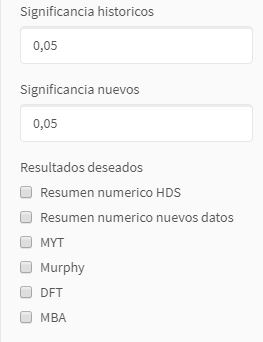 Significancia historicos
0,05
Significancia nuevos
0,05
Resultados deseados
Resumen numerico HDS
Resumen numerico nuevos datos
MYT
Murphy
DFT
MBA